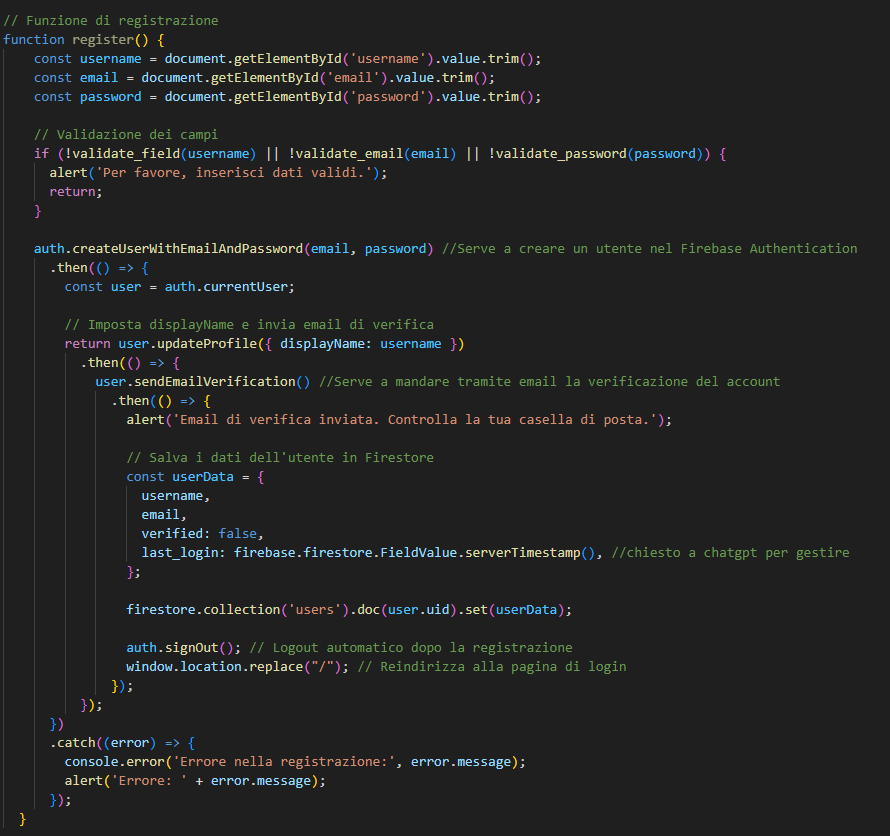 // Funzione di registrazione
function register() {
    const username = document.getElementById('username').value.trim();
    const email = document.getElementById('email').value.trim();
    const password = document.getElementById('password').value.trim();

    // Validazione dei campi
    if (!validate_field(username) || !validate_email(email) || !validate_password(password)) {
      alert('Per favore, inserisci dati validi.');
      return;
    }

    auth.createUserWithEmailAndPassword(email, password) //Serve a creare un utente nel Firebase Authentication
      .then(() => {
        const user = auth.currentUser;

        // Imposta displayName e invia email di verifica
        return user.updateProfile({ displayName: username })
          .then(() => {
            user.sendEmailVerification() //Serve a mandare tramite email la verificazione del account
              .then(() => {
                alert('Email di verifica inviata. Controlla la tua casella di posta.');

                // Salva i dati dell'utente in Firestore
                const userData = {
                  username,
                  email,
                  verified: false,
                  last_login: firebase.firestore.FieldValue.serverTimestamp(), //chiesto a chatgpt per gestire
                };

                firestore.collection('users').doc(user.uid).set(userData);

                auth.signOut(); // Logout automatico dopo la registrazione
                window.location.replace("/"); // Reindirizza alla pagina di login
              });
          });
      })
      .catch((error) => {
        console.error('Errore nella registrazione:', error.message);
        alert('Errore: ' + error.message);
      });
  }